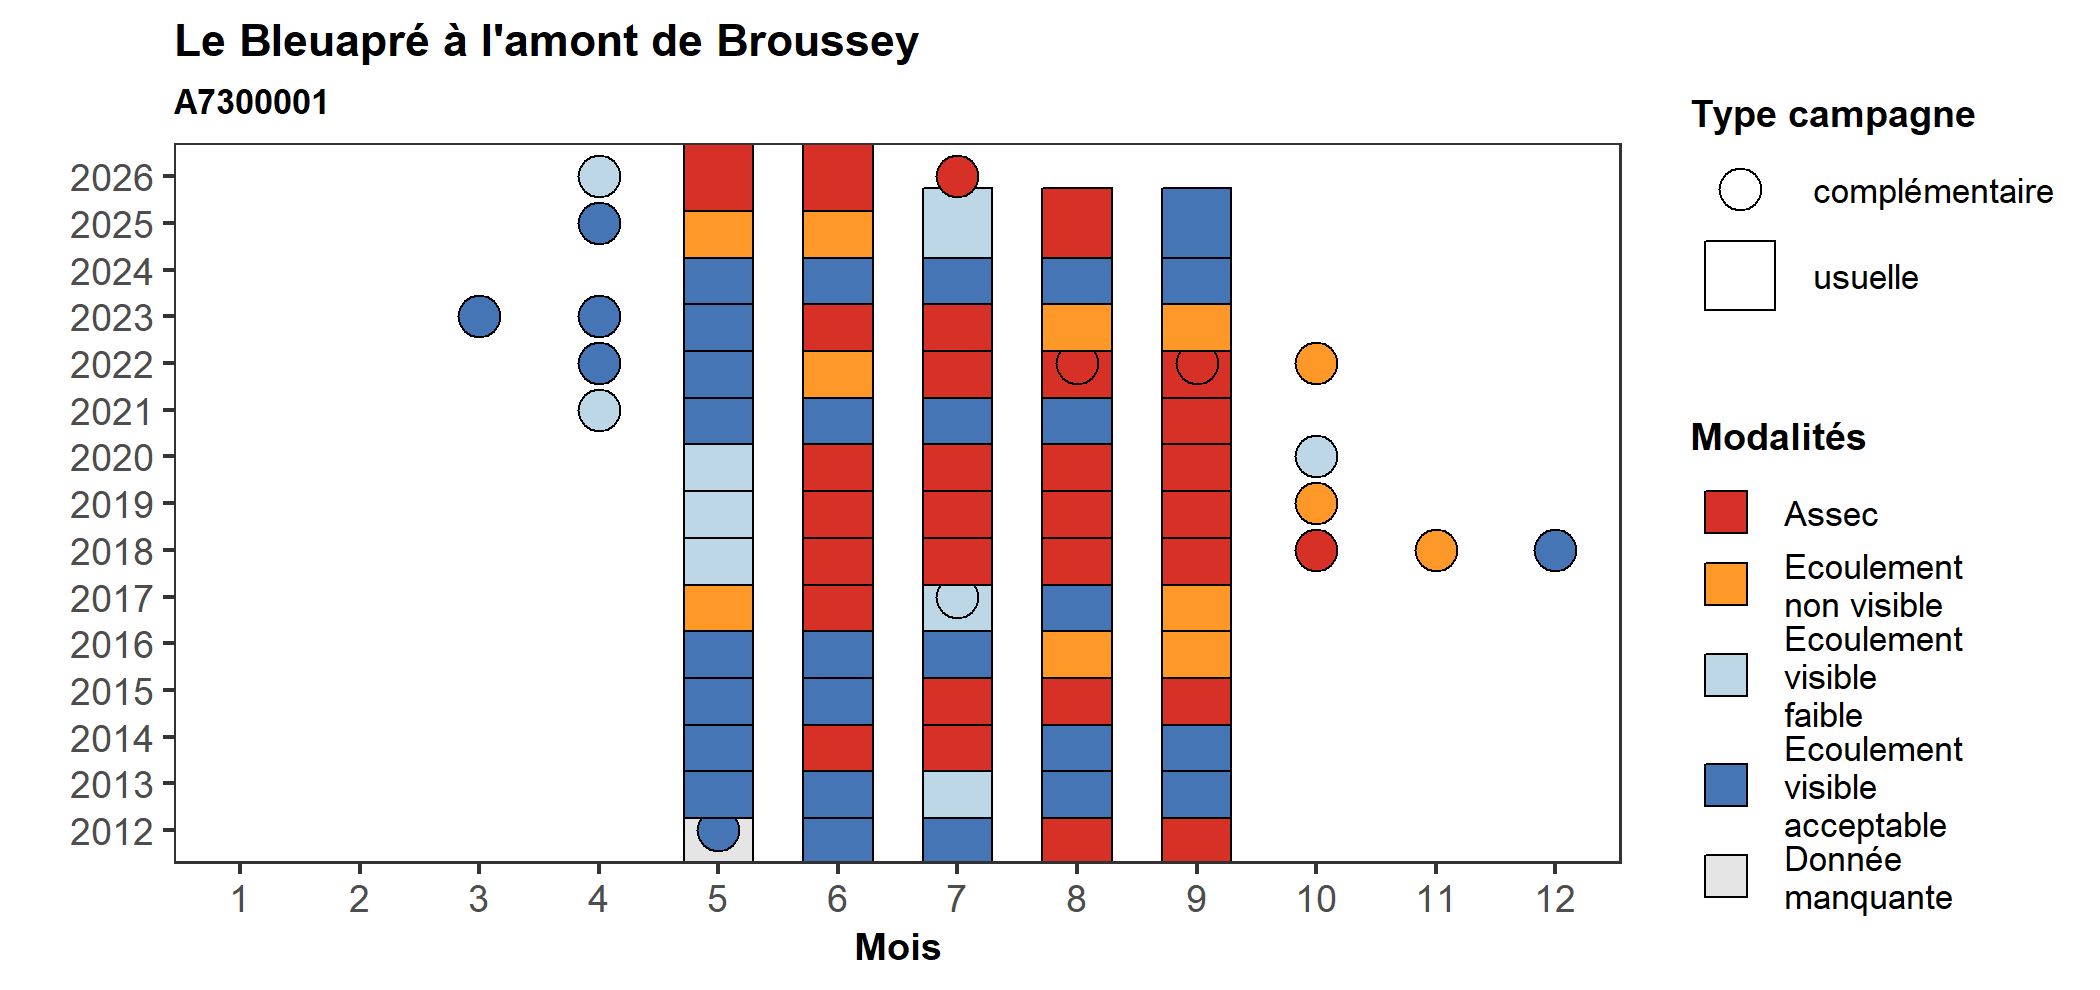 Le Bleuapré à l'amont de Broussey
A7300001
2026
2025
2024
2023
2022
2021
2020
2019
2018
2017
2016
2015
2014
2013
2012
1 2 3 4 5 6 7 8 9 10 11 12
Mois
Type campagne
complémentaire
usuelle
Modalités
Assec
Ecoulement
non visible
Ecoulement
visible
faible
Ecoulement
visible
acceptable
Donnée
manquante